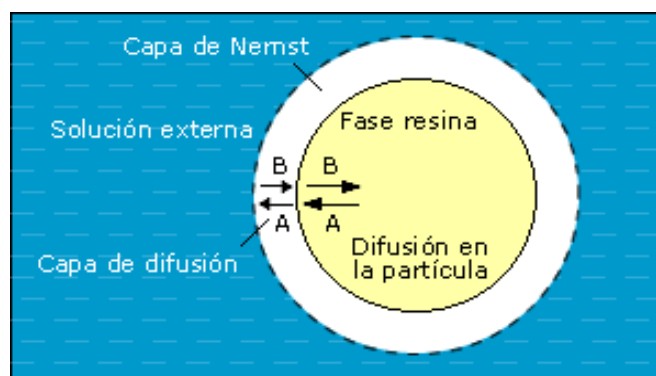 Capa de Nernst
Solución externa
Fase resina
B B
A A
Capa de difusión
Difusión en
la partícula